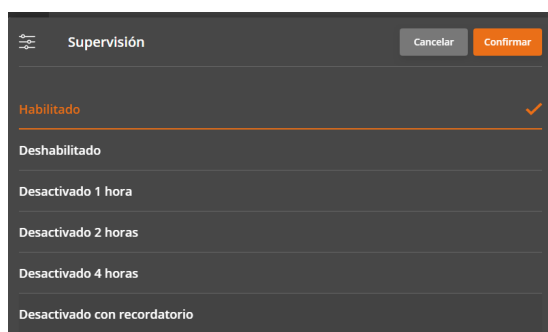 Supervisión
Cancelar
Confirmar
Habilitado
Deshabilitado
Desactivado 1 hora
Desactivado 2 horas
Desactivado 4 horas
Desactivado con recordatorio